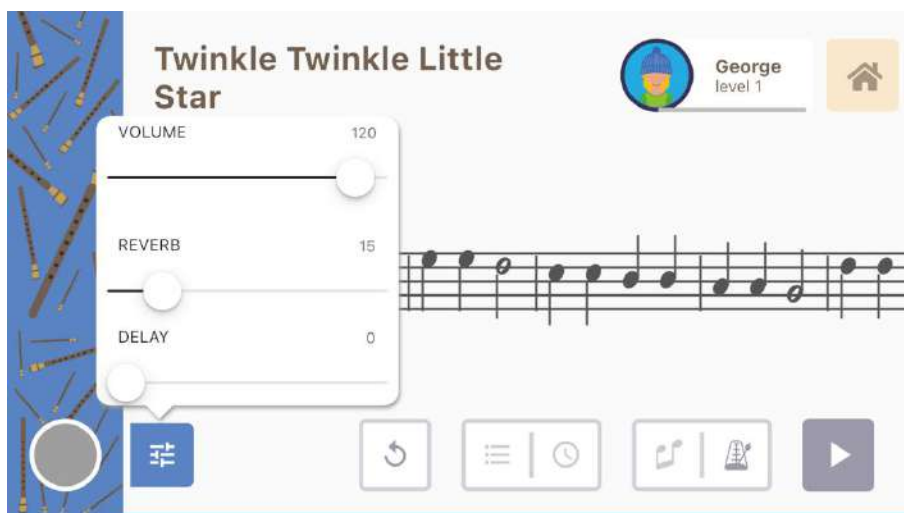 Twinkle Twinkle Little
Star
George
level 1
VOLUME 120
REVERB 15
DELAY 0